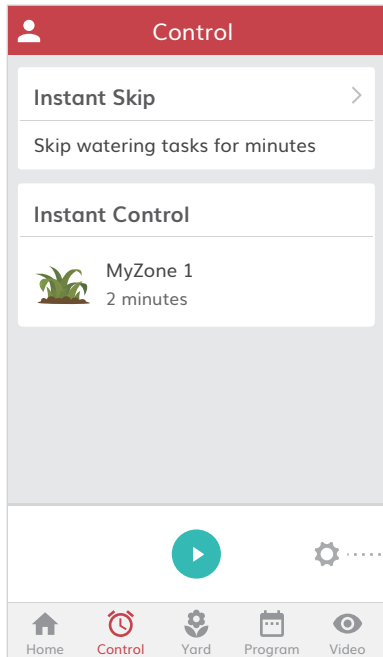 Control
Instant Skip
Skip watering tasks for minutes
Instant Control
MyZone 1
2 minutes
Home Control Yard Program Video